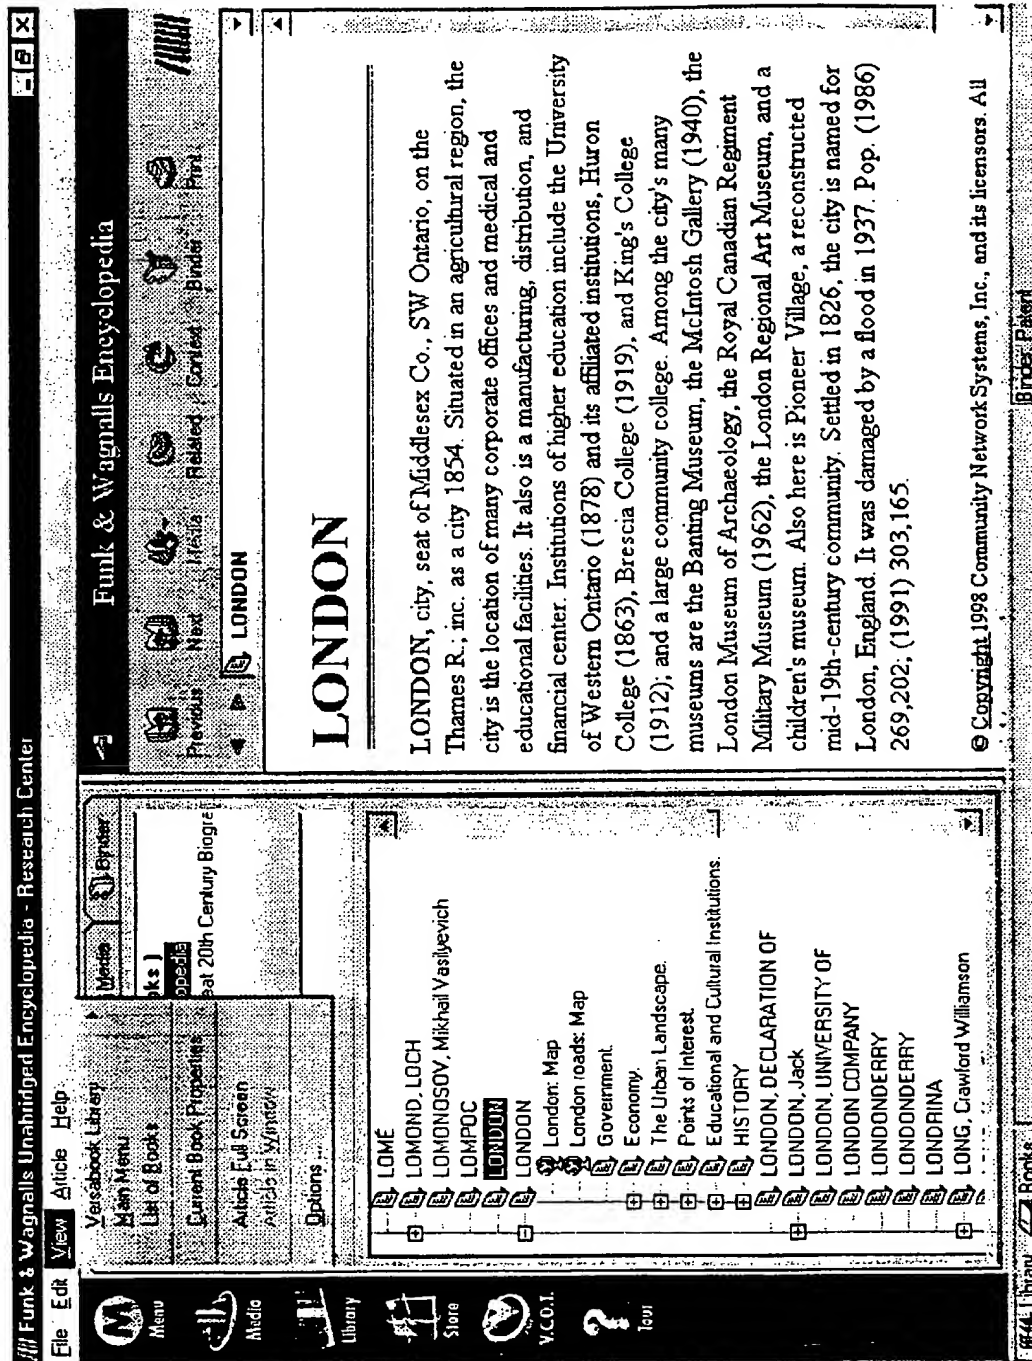 Funk & Wagnalls Unabridged Encyclopedia - Research Center
File Edit View Article Help
Versabook Library
Main Menu
List of Books
Current Book Properties
Article Full Screen
Article in Window
Options ...
Media
Binder
oks )
opedia
eat 20th Century Biogra
Menu
Media
Library
Store
V.C.O.T.
Tour
LOMÉ
LOMOND, LOCH
LOMONOSOV, Mikhail Vasilyevich
LOMPOC
LONDON
LONDON
London: Map
London roads: Map
Government.
Economy.
The Urban Landscape.
Points of Interest.
Educational and Cultural Institutions.
HISTORY
LONDON, DECLARATION OF
LONDON, Jack
LONDON, UNIVERSITY OF
LONDON COMPANY
LONDONDERRY
LONDONDERRY
LONDRINA
LONG, Crawford Williamson
Funk & Wagnalls Encyclopedia
Previous Next Media Related Context Binder Print
LONDON
LONDON
LONDON, city, seat of Middlesex Co., SW Ontario, on the
Thames R.; inc. as a city 1854. Situated in an agricultural region, the
city is the location of many corporate offices and medical and
educational facilities. It also is a manufacturing, distribution, and
financial center. Institutions of higher education include the University
of Western Ontario (1878) and its affiliated institutions, Huron
College (1863), Brescia College (1919), and King's College
(1912); and a large community college. Among the city's many
museums are the Banting Museum, the McIntosh Gallery (1940), the
London Museum of Archaeology, the Royal Canadian Regiment
Military Museum (1962), the London Regional Art Museum, and a
children's museum. Also here is Pioneer Village, a reconstructed
mid-19th-century community. Settled in 1826, the city is named for
London, England. It was damaged by a flood in 1937. Pop. (1986)
269,202; (1991) 303,165.
© Copyright 1998 Community Network Systems, Inc., and its licensors. All
Library Books Binder: Patent